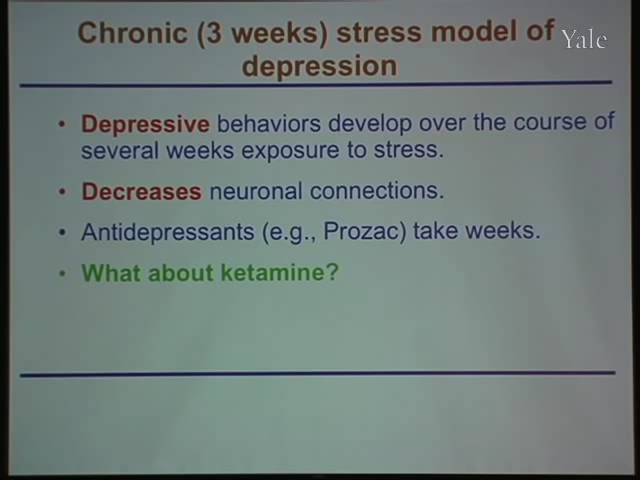 Chronic (3 weeks) stress model of
depression
Yale
• Depressive behaviors develop over the course of
several weeks exposure to stress.
• Decreases neuronal connections.
• Antidepressants (e.g., Prozac) take weeks.
• What about ketamine?